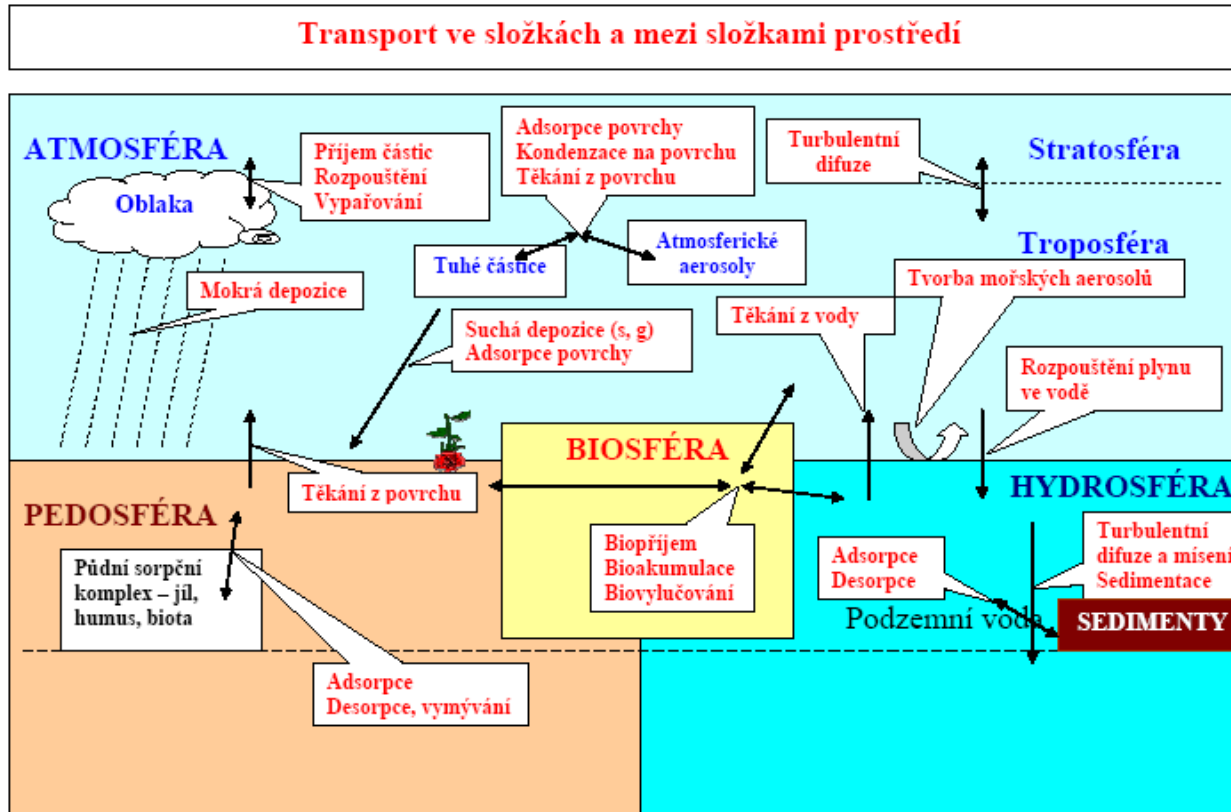 Transport ve složkách a mezi složkami prostředí
ATMOSFÉRA
Oblaka
Příjem částic
Rozpouštění
Vypařování
Adsorpce povrchy
Kondenzace na povrchu
Těkání z povrchu
Turbulentní
difuze
Stratosféra
Tuhé částice
Atmosferické
aerosoly
Troposféra
Mokrá depozice
Tvorba mořských aerosolů
Těkání z vody
Suchá depozice (s, g)
Adsorpce povrchy
Rozpouštění plynu
ve vodě
BIOSFÉRA
Těkání z povrchu
HYDROSFÉRA
PEDOSFÉRA
Půdní sorpční
komplex – jíl,
humus, biota
Biopříjem
Bioakumulace
Biovylučování
Adsorpce
Desorpce
Turbulentní
difuze a mísení
Sedimentace
Podzemní voda
SEDIMENTY
Adsorpce
Desorpce, vymývání